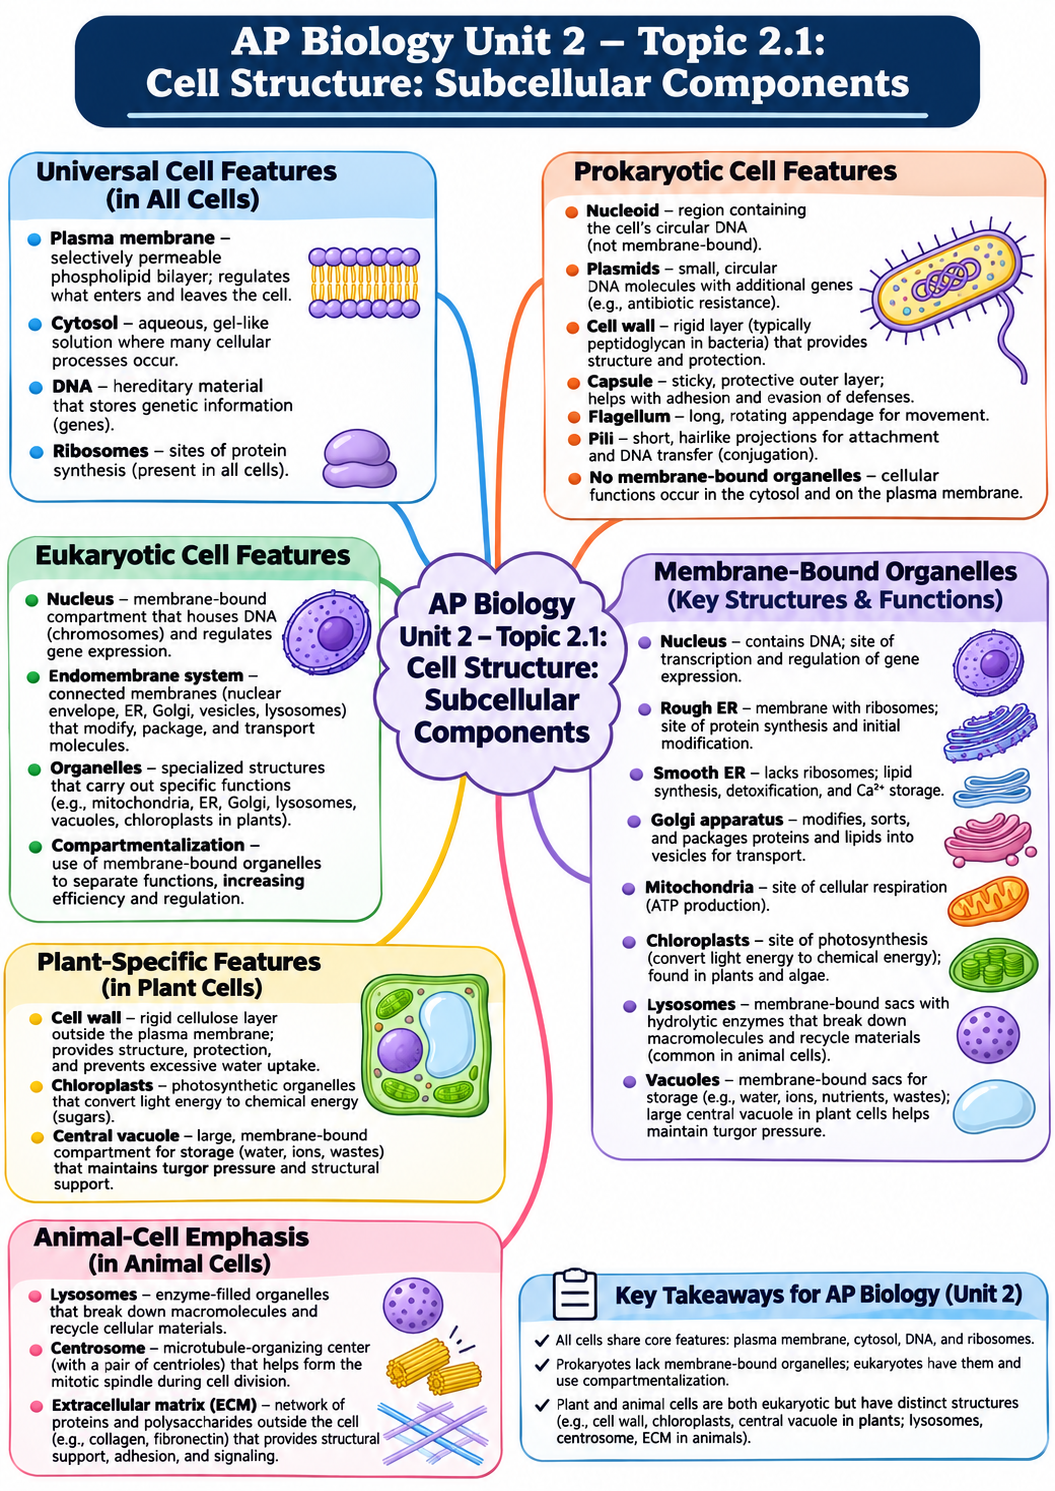 AP Biology Unit 2 – Topic 2.1:
Cell Structure: Subcellular Components
Universal Cell Features
(in All Cells)
Plasma membrane –
selectively permeable
phospholipid bilayer; regulates
what enters and leaves the cell.
Cytosol – aqueous, gel-like
solution where many cellular
processes occur.
DNA – hereditary material
that stores genetic information
(genes).
Ribosomes – sites of protein
synthesis (present in all cells).
Prokaryotic Cell Features
Nucleoid – region containing
the cell's circular DNA
(not membrane-bound).
Plasmids – small, circular
DNA molecules with additional genes
(e.g., antibiotic resistance).
Cell wall – rigid layer (typically
peptidoglycan in bacteria) that provides
structure and protection.
Capsule – sticky, protective outer layer;
helps with adhesion and evasion of defenses.
Flagellum – long, rotating appendage for movement.
Pili – short, hairlike projections for attachment
and DNA transfer (conjugation).
No membrane-bound organelles – cellular
functions occur in the cytosol and on the plasma membrane.
Eukaryotic Cell Features
Nucleus – membrane-bound
compartment that houses DNA
(chromosomes) and regulates
gene expression.
Endomembrane system –
connected membranes (nuclear
envelope, ER, Golgi, vesicles, lysosomes)
that modify, package, and transport
molecules.
Organelles – specialized structures
that carry out specific functions
(e.g., mitochondria, ER, Golgi, lysosomes,
vacuoles, chloroplasts in plants).
Compartmentalization –
use of membrane-bound organelles
to separate functions, increasing
efficiency and regulation.
AP Biology
Unit 2 – Topic 2.1:
Cell Structure:
Subcellular
Components
Membrane-Bound Organelles
(Key Structures & Functions)
Nucleus – contains DNA; site of
transcription and regulation of gene
expression.
Rough ER – membrane with ribosomes;
site of protein synthesis and initial
modification.
Smooth ER – lacks ribosomes; lipid
synthesis, detoxification, and Ca²⁺ storage.
Golgi apparatus – modifies, sorts,
and packages proteins and lipids into
vesicles for transport.
Mitochondria – site of cellular respiration
(ATP production).
Chloroplasts – site of photosynthesis
(convert light energy to chemical energy);
found in plants and algae.
Lysosomes – membrane-bound sacs with
hydrolytic enzymes that break down
macromolecules and recycle materials
(common in animal cells).
Vacuoles – membrane-bound sacs for
storage (e.g., water, ions, nutrients, wastes);
large central vacuole in plant cells helps
maintain turgor pressure.
Plant-Specific Features
(in Plant Cells)
Cell wall – rigid cellulose layer
outside the plasma membrane;
provides structure, protection,
and prevents excessive water uptake.
Chloroplasts – photosynthetic organelles
that convert light energy to chemical energy
(sugars).
Central vacuole – large, membrane-bound
compartment for storage (water, ions, wastes)
that maintains turgor pressure and structural
support.
Animal-Cell Emphasis
(in Animal Cells)
Lysosomes – enzyme-filled organelles
that break down macromolecules and
recycle cellular materials.
Centrosome – microtubule-organizing center
(with a pair of centrioles) that helps form the
mitotic spindle during cell division.
Extracellular matrix (ECM) – network of
proteins and polysaccharides outside the cell
(e.g., collagen, fibronectin) that provides structural
support, adhesion, and signaling.
Key Takeaways for AP Biology (Unit 2)
All cells share core features: plasma membrane, cytosol, DNA, and ribosomes.
Prokaryotes lack membrane-bound organelles; eukaryotes have them and
use compartmentalization.
Plant and animal cells are both eukaryotic but have distinct structures
(e.g., cell wall, chloroplasts, central vacuole in plants; lysosomes,
centrosome, ECM in animals).